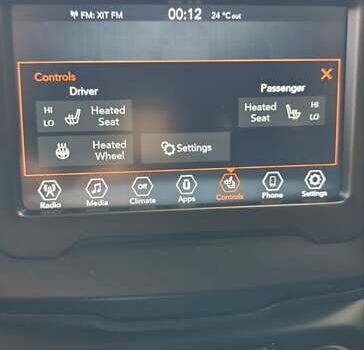 FM: XIT FM 00:12 24 °C out
Controls X
Driver Passenger
HI Heated Heated HI
LO Seat Seat LO
Heated Settings
Wheel
Off
Radio Media Climate Apps Controls Phone Settings